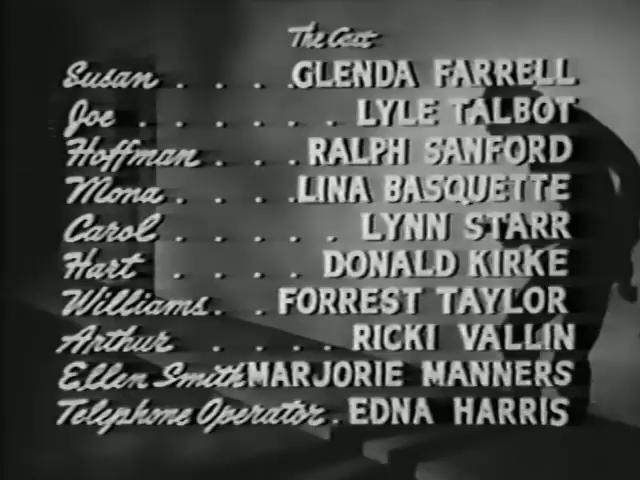 The Cast
Susan . . . . GLENDA FARRELL
Joe . . . . . . LYLE TALBOT
Hoffman . . . RALPH SANFORD
Mona . . . . LINA BASQUETTE
Carol . . . . . LYNN STARR
Hart . . . . DONALD KIRKE
Williams . . FORREST TAYLOR
Arthur . . . . RICKI VALLIN
Ellen Smith MARJORIE MANNERS
Telephone Operator . EDNA HARRIS